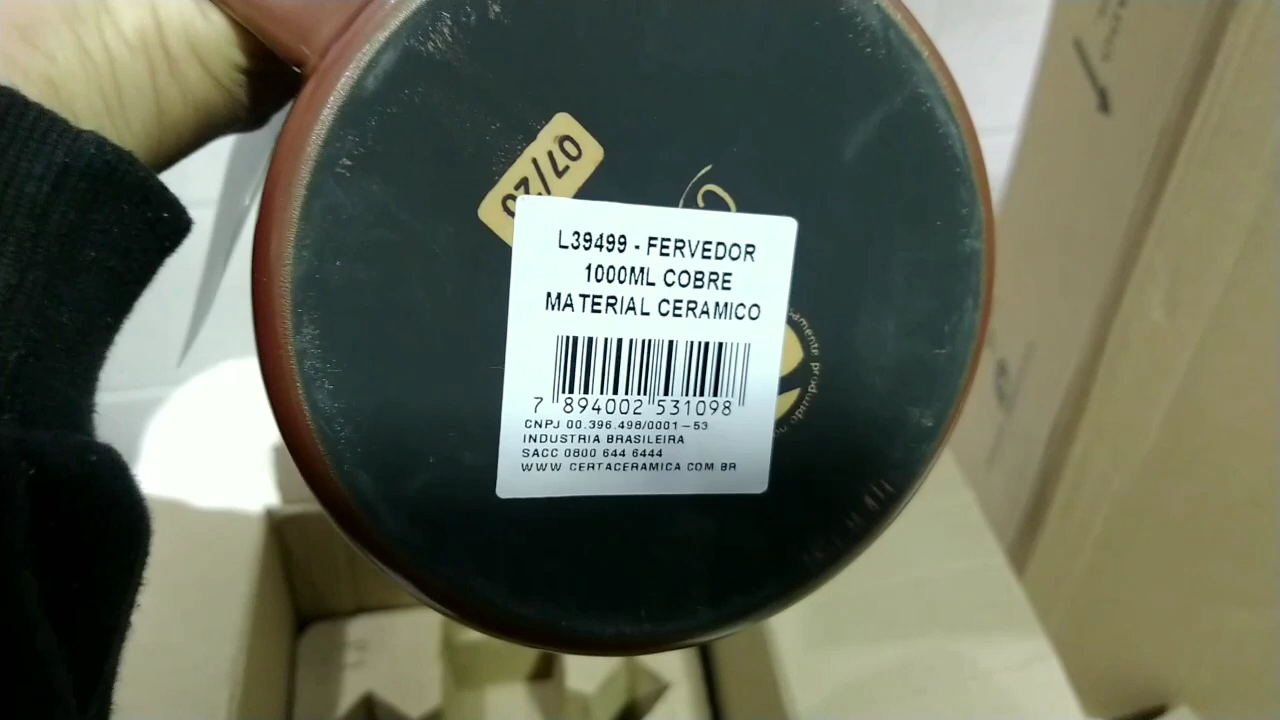 07/20
L39499 - FERVEDOR
1000ML COBRE
MATERIAL CERAMICO
7 894002 531098
CNPJ 00.396.498/0001-53
INDUSTRIA BRASILEIRA
SACC 0800 644 6444
WWW CERTACERAMICA COM BR
produzido